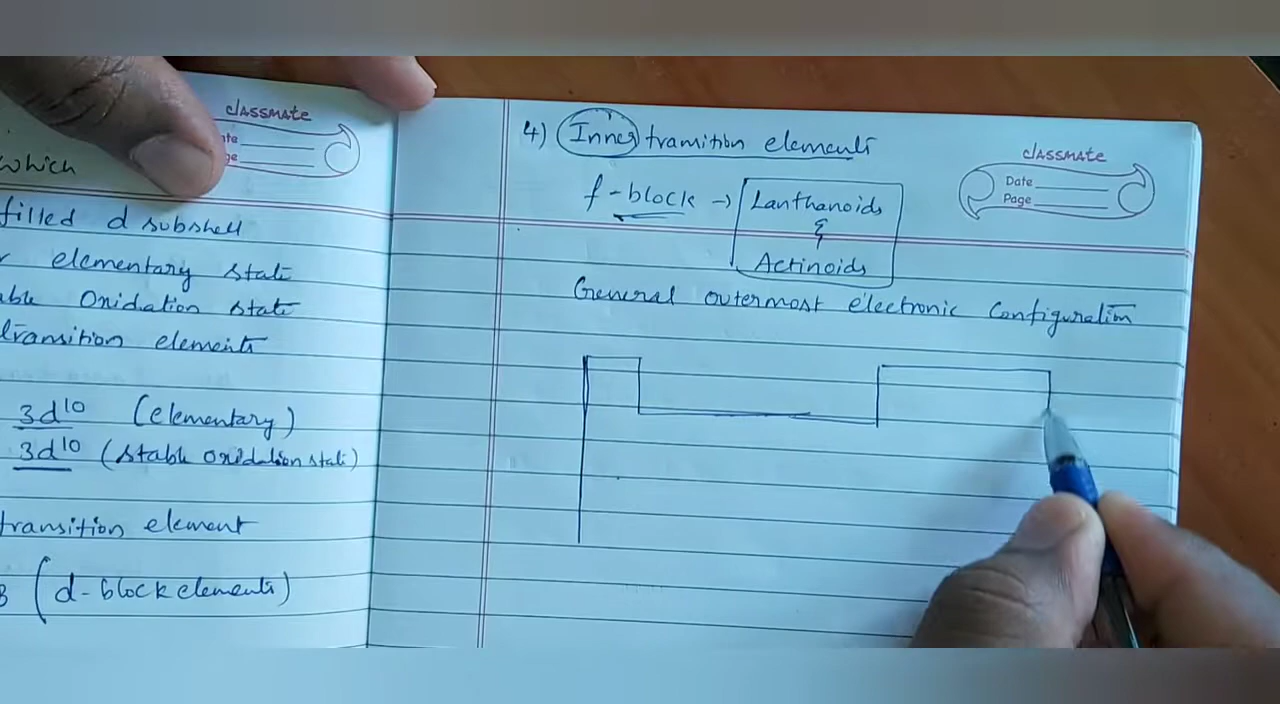 classmate
Date
Page
which
filled d subshell
elementary state
Oxidation state
transition elements
3d10 (elementary)
3d10 (stable oxidation state)
transition element
(d-block elements)
4) Inner transition elements
f-block → Lanthanoids
&
Actinoids
General outermost electronic Configuration
classmate
Date
Page